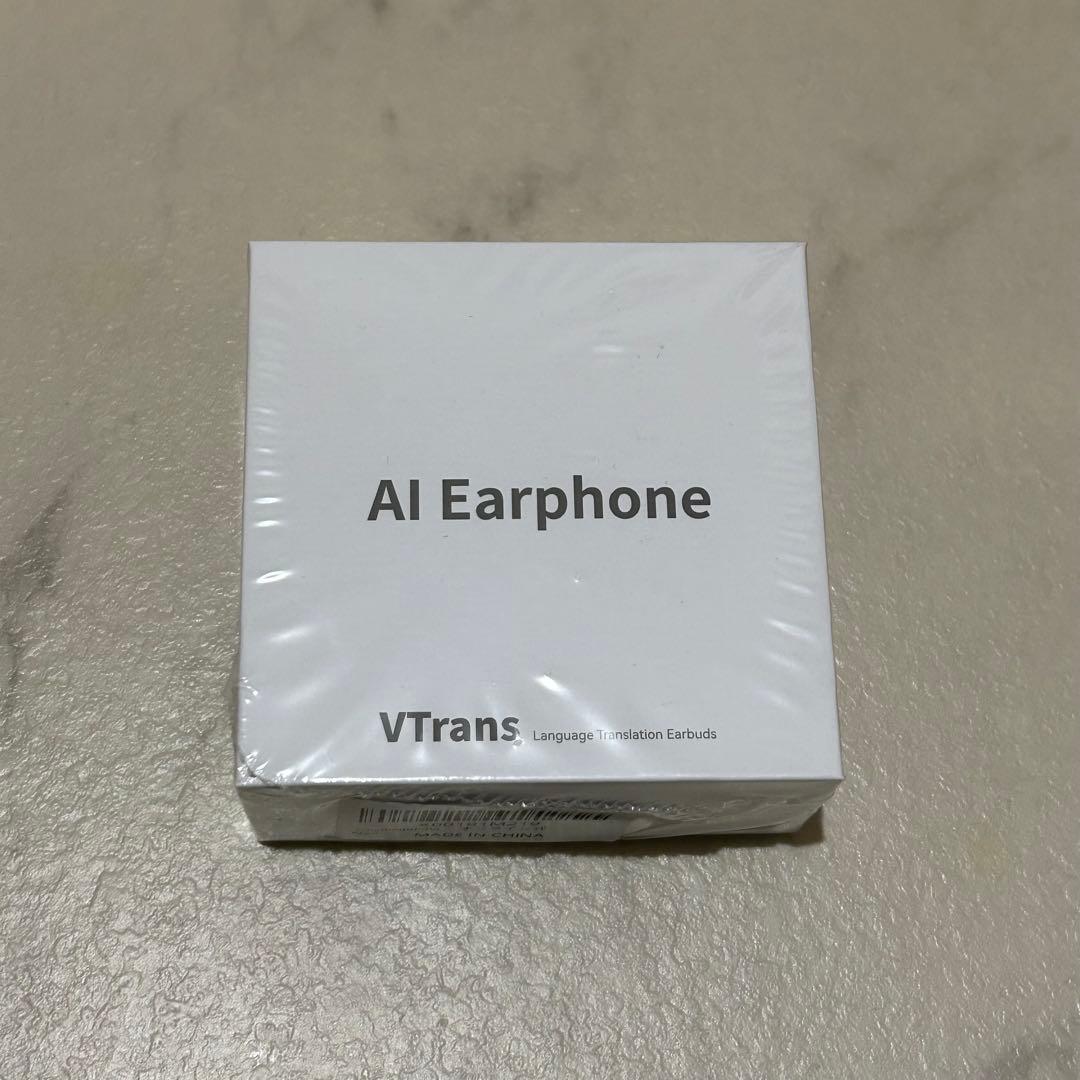 AI Earphone
VTrans Language Translation Earbuds
MADE IN CHINA